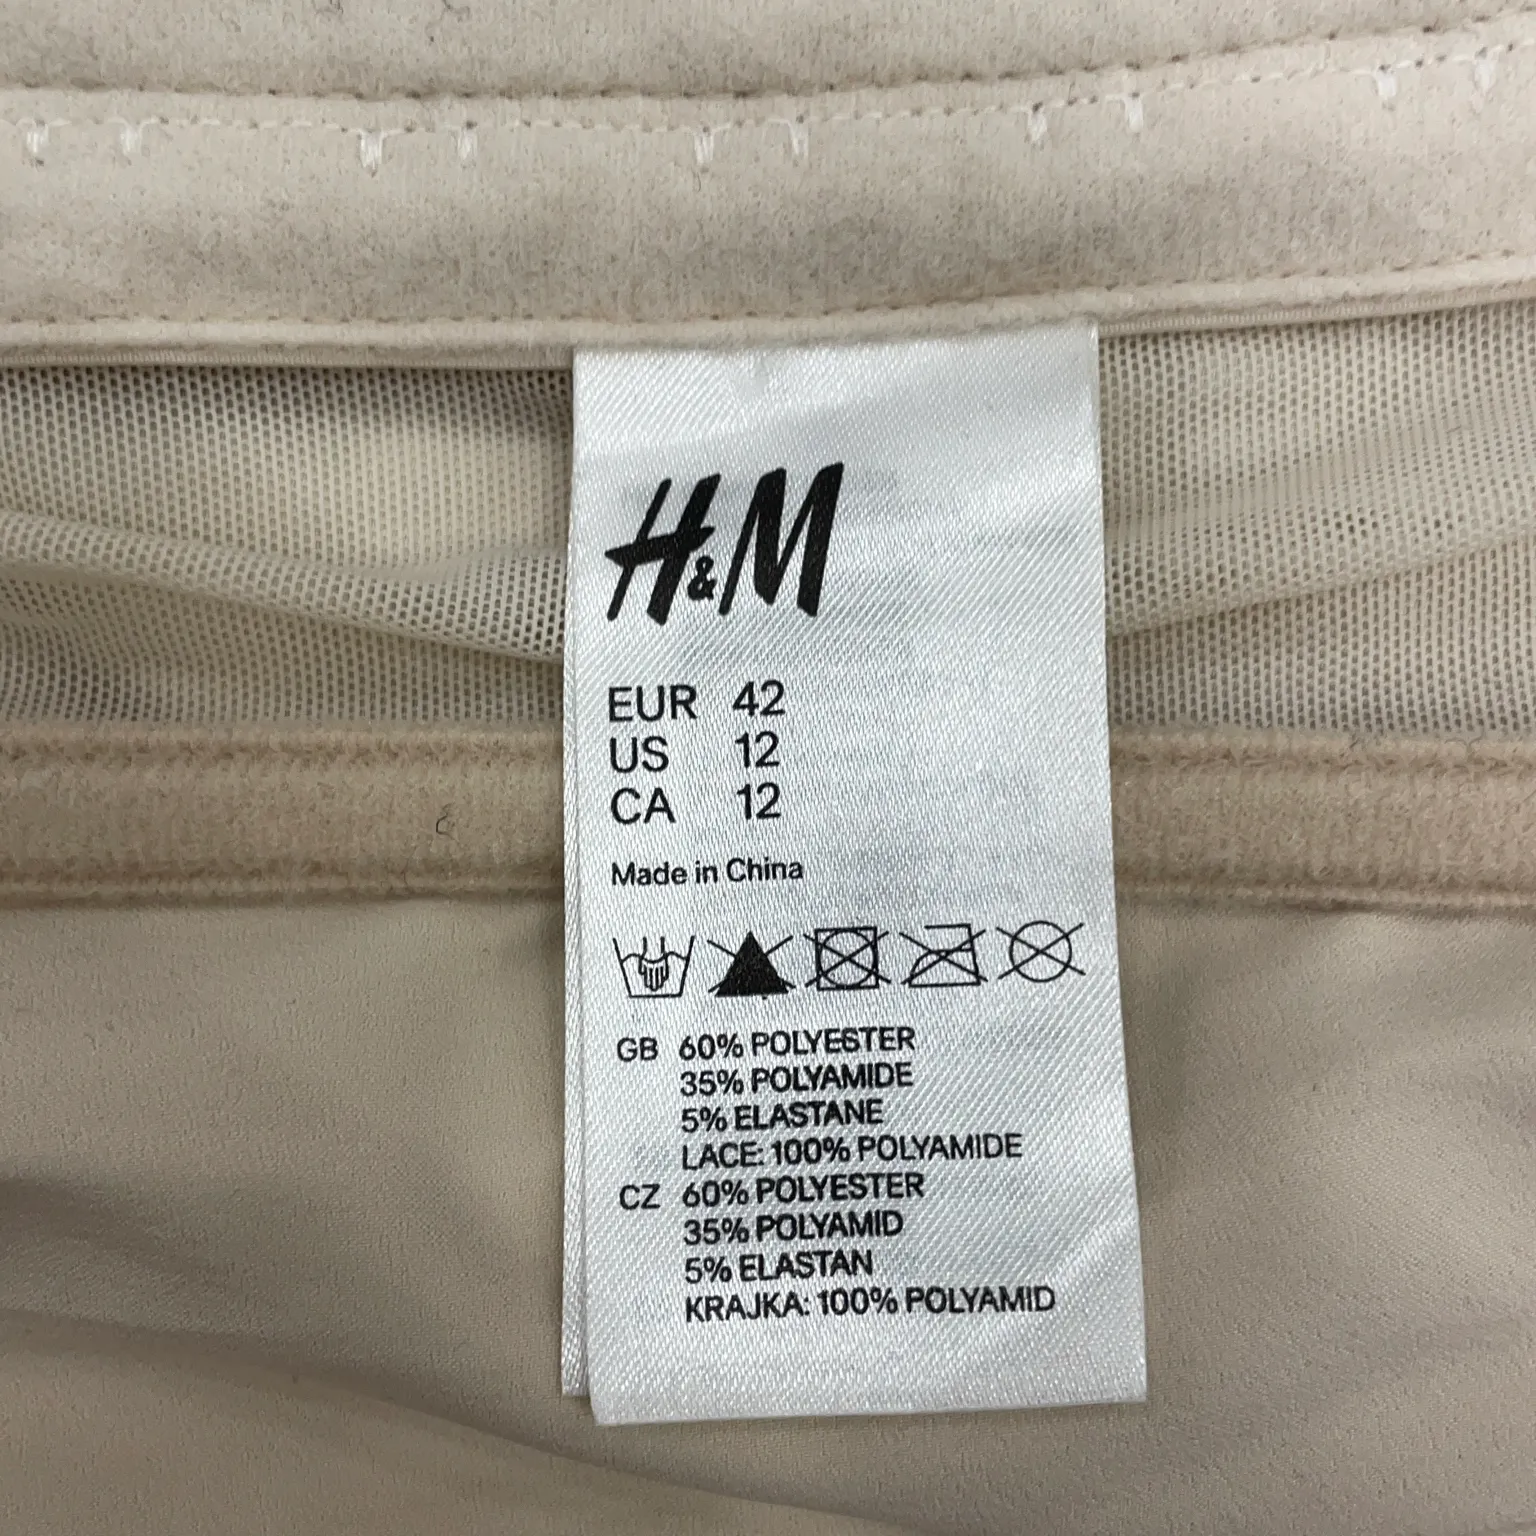 H&M
EUR 42
US 12
CA 12
Made in China
GB 60% POLYESTER
35% POLYAMIDE
5% ELASTANE
LACE: 100% POLYAMIDE
CZ 60% POLYESTER
35% POLYAMID
5% ELASTAN
KRAJKA: 100% POLYAMID